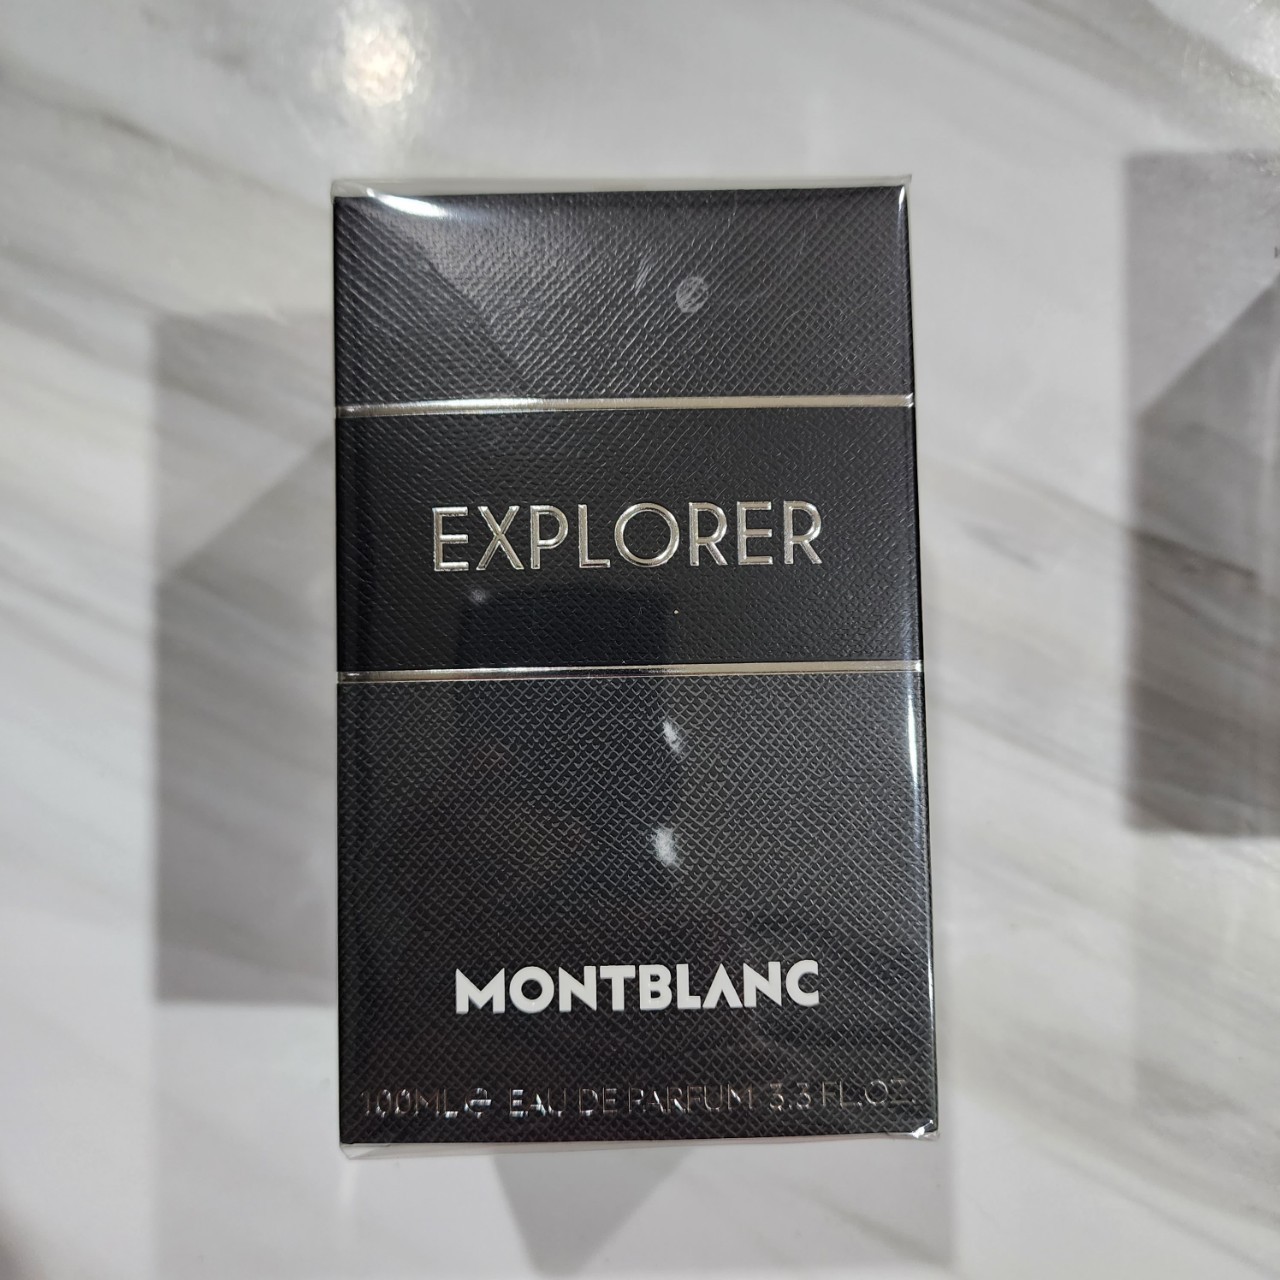 EXPLORER
MONTBLANC
100ML ℮ EAU DE PARFUM 3.3 FL.OZ.